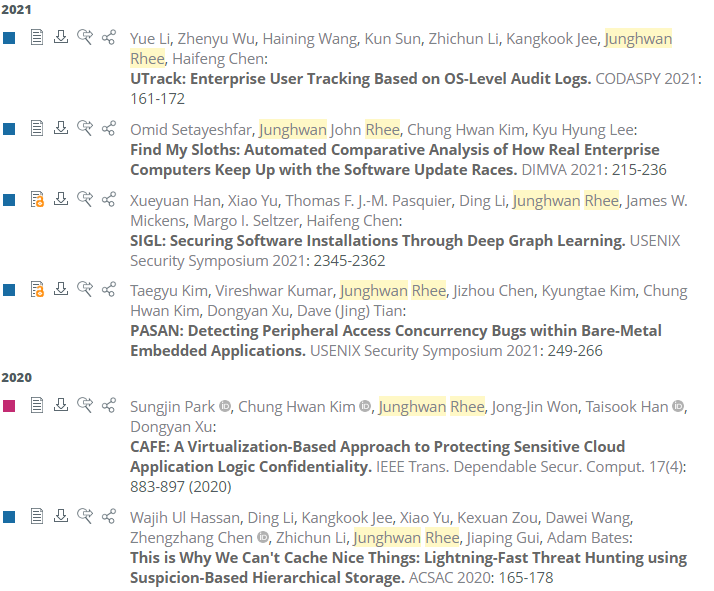 2021
Yue Li, Zhenyu Wu, Haining Wang, Kun Sun, Zhichun Li, Kangkook Jee, Junghwan
Rhee, Haifeng Chen:
UTrack: Enterprise User Tracking Based on OS-Level Audit Logs. CODASPY 2021:
161-172
Omid Setayeshfar, Junghwan John Rhee, Chung Hwan Kim, Kyu Hyung Lee:
Find My Sloths: Automated Comparative Analysis of How Real Enterprise
Computers Keep Up with the Software Update Races. DIMVA 2021: 215-236
Xueyuan Han, Xiao Yu, Thomas F. J.-M. Pasquier, Ding Li, Junghwan Rhee, James W.
Mickens, Margo I. Seltzer, Haifeng Chen:
SIGL: Securing Software Installations Through Deep Graph Learning. USENIX
Security Symposium 2021: 2345-2362
Taegyu Kim, Vireshwar Kumar, Junghwan Rhee, Jizhou Chen, Kyungtae Kim, Chung
Hwan Kim, Dongyan Xu, Dave (Jing) Tian:
PASAN: Detecting Peripheral Access Concurrency Bugs within Bare-Metal
Embedded Applications. USENIX Security Symposium 2021: 249-266
2020
Sungjin Park iD, Chung Hwan Kim iD, Junghwan Rhee, Jong-Jin Won, Taisook Han iD,
Dongyan Xu:
CAFE: A Virtualization-Based Approach to Protecting Sensitive Cloud
Application Logic Confidentiality. IEEE Trans. Dependable Secur. Comput. 17(4):
883-897 (2020)
Wajih Ul Hassan, Ding Li, Kangkook Jee, Xiao Yu, Kexuan Zou, Dawei Wang,
Zhengzhang Chen iD, Zhichun Li, Junghwan Rhee, Jiaping Gui, Adam Bates:
This is Why We Can't Cache Nice Things: Lightning-Fast Threat Hunting using
Suspicion-Based Hierarchical Storage. ACSAC 2020: 165-178